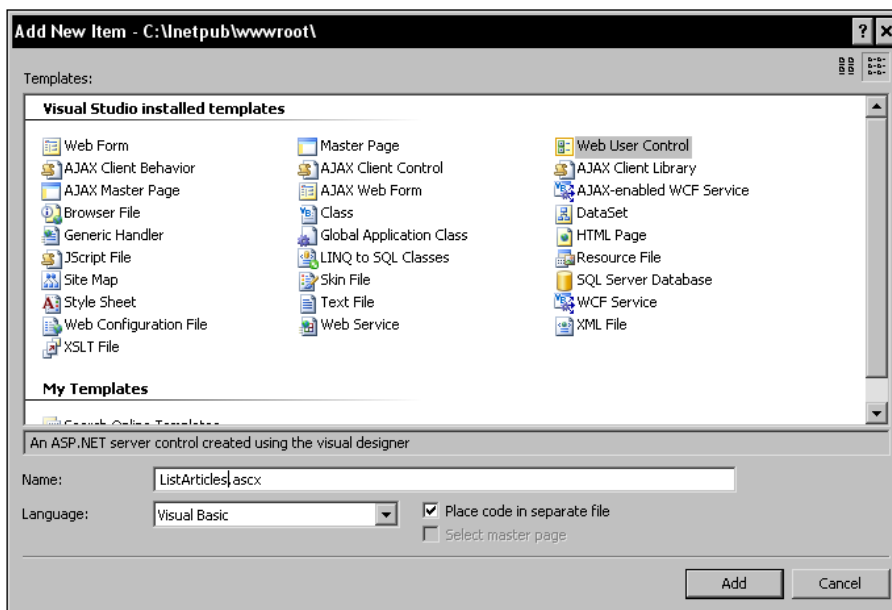 Add New Item - C:\Inetpub\wwwroot\
Templates:
Visual Studio installed templates
Web Form Master Page Web User Control
AJAX Client Behavior AJAX Client Control AJAX Client Library
AJAX Master Page AJAX Web Form AJAX-enabled WCF Service
Browser File Class DataSet
Generic Handler Global Application Class HTML Page
JScript File LINQ to SQL Classes Resource File
Site Map Skin File SQL Server Database
Style Sheet Text File WCF Service
Web Configuration File Web Service XML File
XSLT File
My Templates
Search Online Templates
An ASP.NET server control created using the visual designer
Name: ListArticles.ascx
Language: Visual Basic Place code in separate file
Select master page
Add Cancel